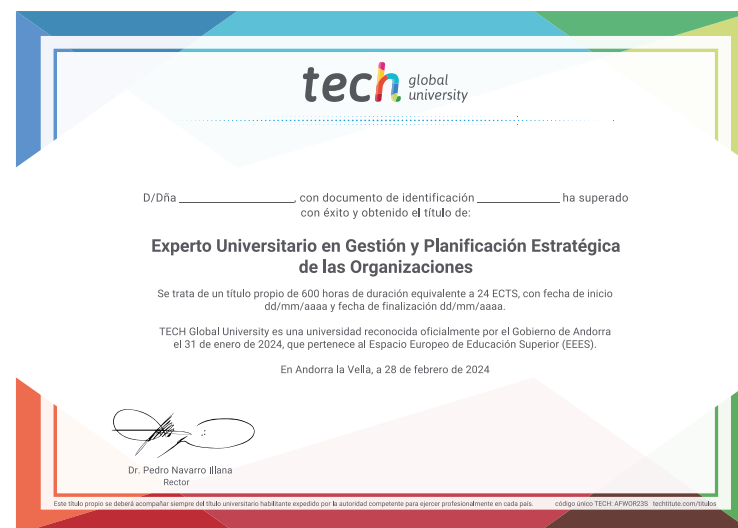 tech global university
D/Dña ____________________, con documento de identificación _______________ ha superado
con éxito y obtenido el título de:
Experto Universitario en Gestión y Planificación Estratégica
de las Organizaciones
Se trata de un título propio de 600 horas de duración equivalente a 24 ECTS, con fecha de inicio
dd/mm/aaaa y fecha de finalización dd/mm/aaaa.
TECH Global University es una universidad reconocida oficialmente por el Gobierno de Andorra
el 31 de enero de 2024, que pertenece al Espacio Europeo de Educación Superior (EEES).
En Andorra la Vella, a 28 de febrero de 2024
Dr. Pedro Navarro Illana
Rector
Este título propio se deberá acompañar siempre del título universitario habilitante expedido por la autoridad competente para ejercer profesionalmente en cada país. código único TECH: AFWOR23S techtitute.com/titulos